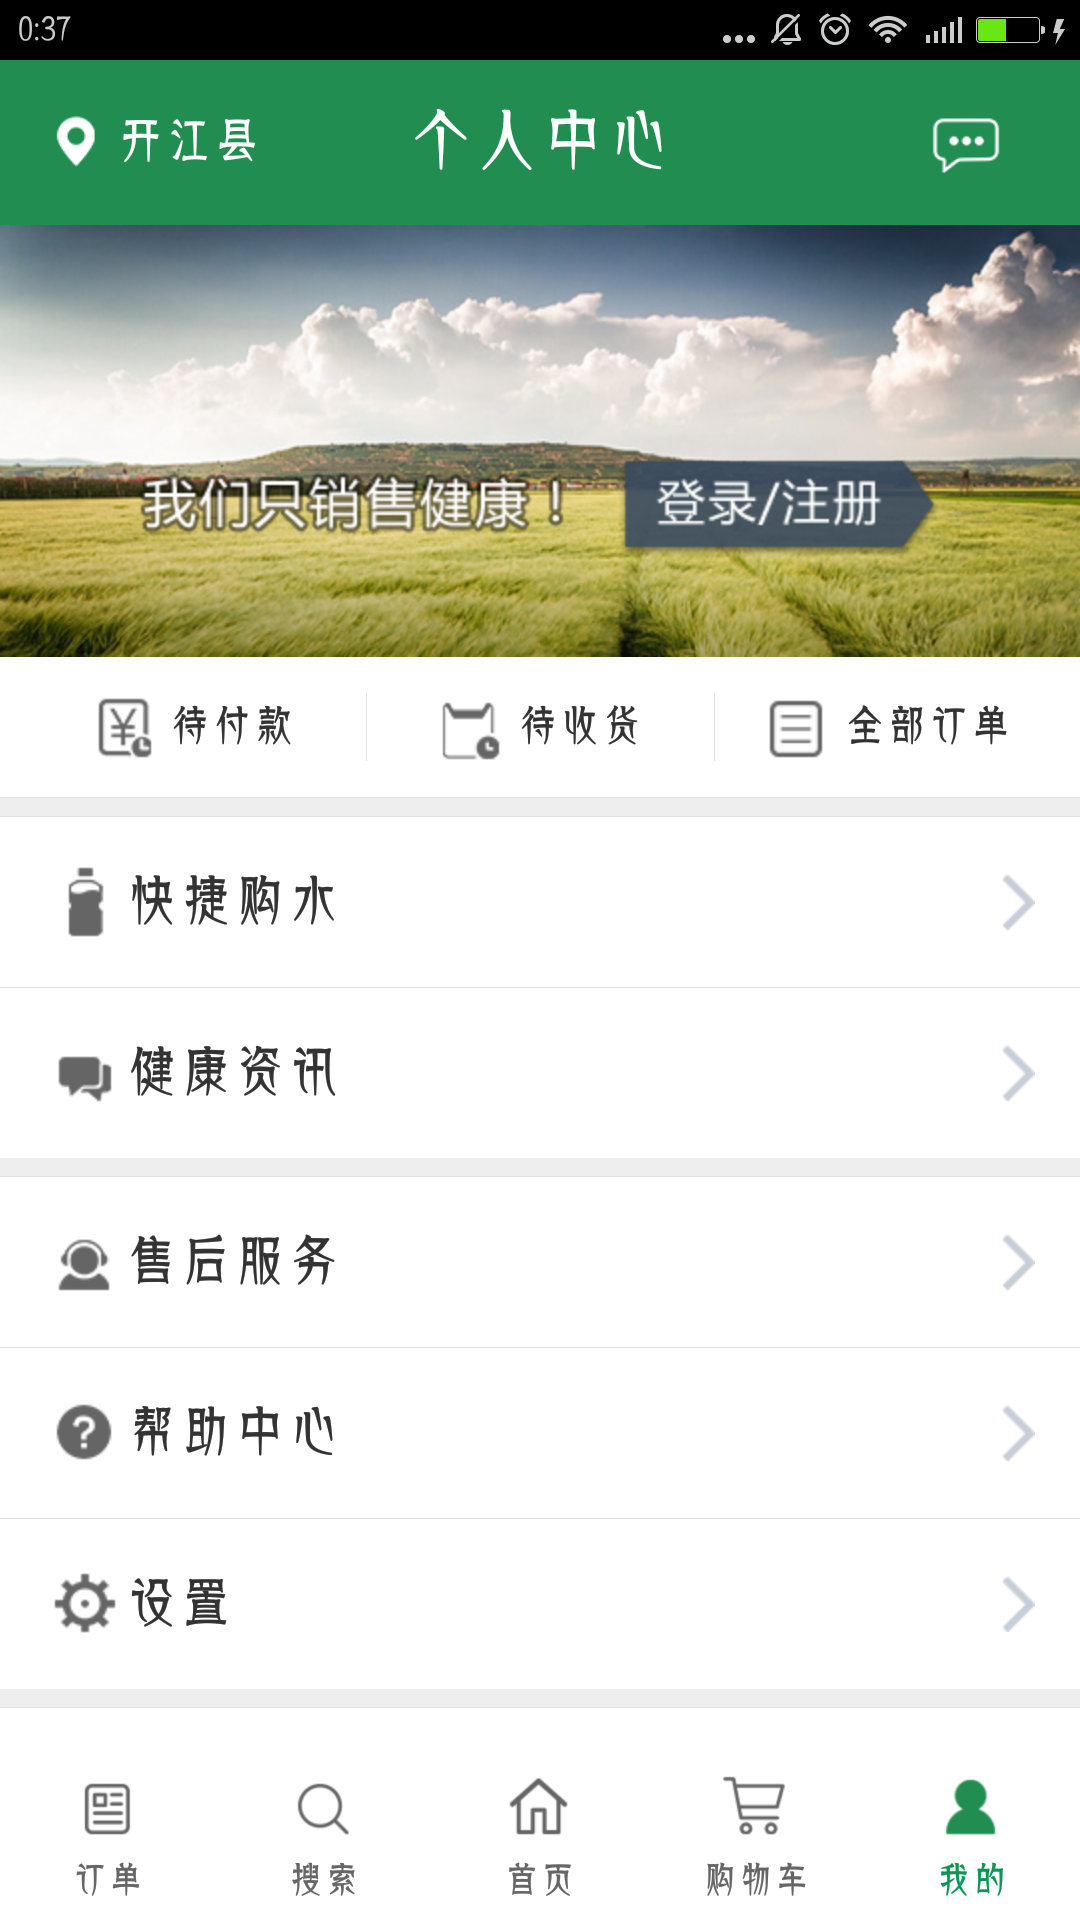 0:37
开江县
个人中心
我们只销售健康！
登录/注册
待付款
待收货
全部订单
快捷购水
健康资讯
售后服务
帮助中心
设置
订单
搜索
首页
购物车
我的